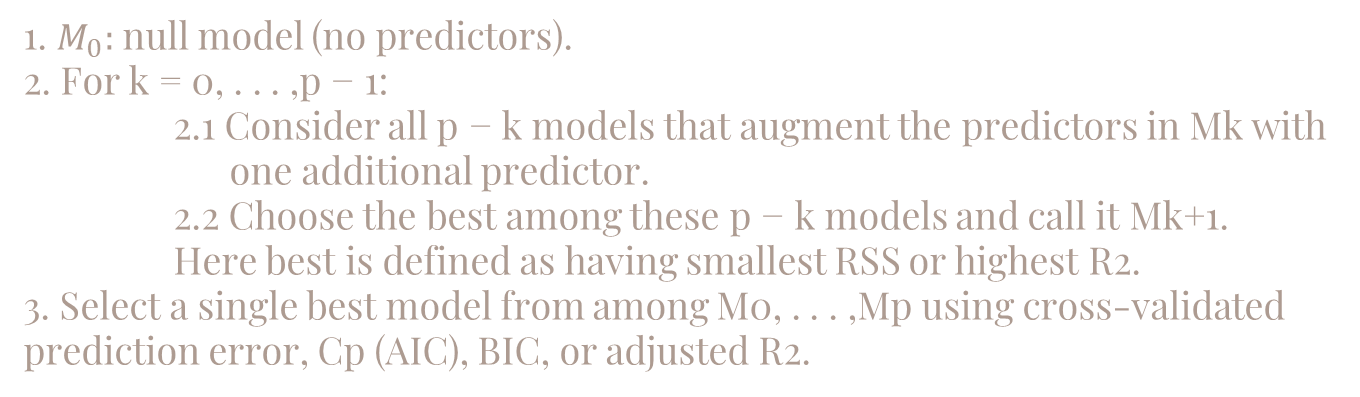 1. M₀: null model (no predictors).
2. For k = 0, . . . ,p − 1:
2.1 Consider all p − k models that augment the predictors in Mk with
one additional predictor.
2.2 Choose the best among these p − k models and call it Mk+1.
Here best is defined as having smallest RSS or highest R2.
3. Select a single best model from among M0, . . . ,Mp using cross-validated
prediction error, Cp (AIC), BIC, or adjusted R2.